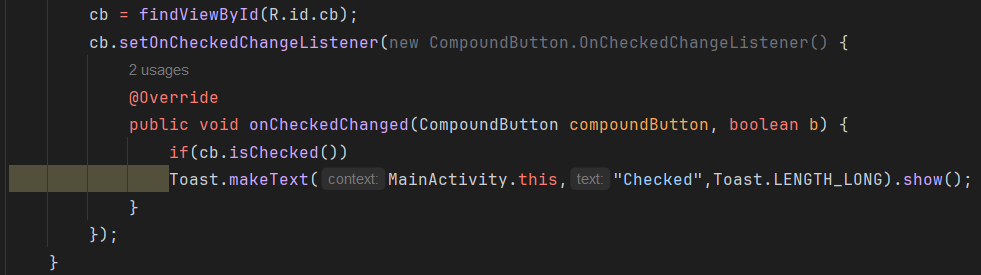 cb = findViewById(R.id.cb);
cb.setOnCheckedChangeListener(new CompoundButton.OnCheckedChangeListener() {
2 usages
@Override
public void onCheckedChanged(CompoundButton compoundButton, boolean b) {
if(cb.isChecked())
Toast.makeText( context: MainActivity.this, text: "Checked",Toast.LENGTH_LONG).show();
}
});
}